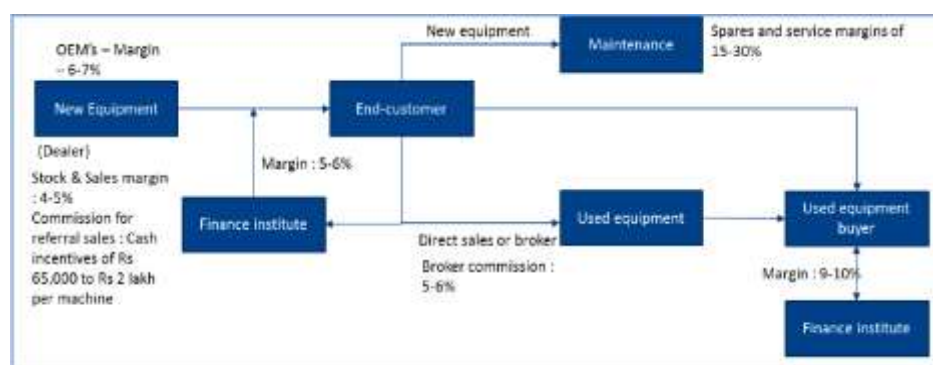 OEM's – Margin
– 6-7%
New Equipment
(Dealer)
Stock & Sales margin
: 4-5%
Commission for
referral sales : Cash
incentives of Rs
65,000 to Rs 2 lakh
per machine
Margin : 5-6%
Finance institute
End-customer
New equipment
Maintenance
Spares and service margins of
15-30%
Direct sales or broker
Broker commission :
5-6%
Used equipment
Used equipment
buyer
Margin : 9-10%
Finance institute